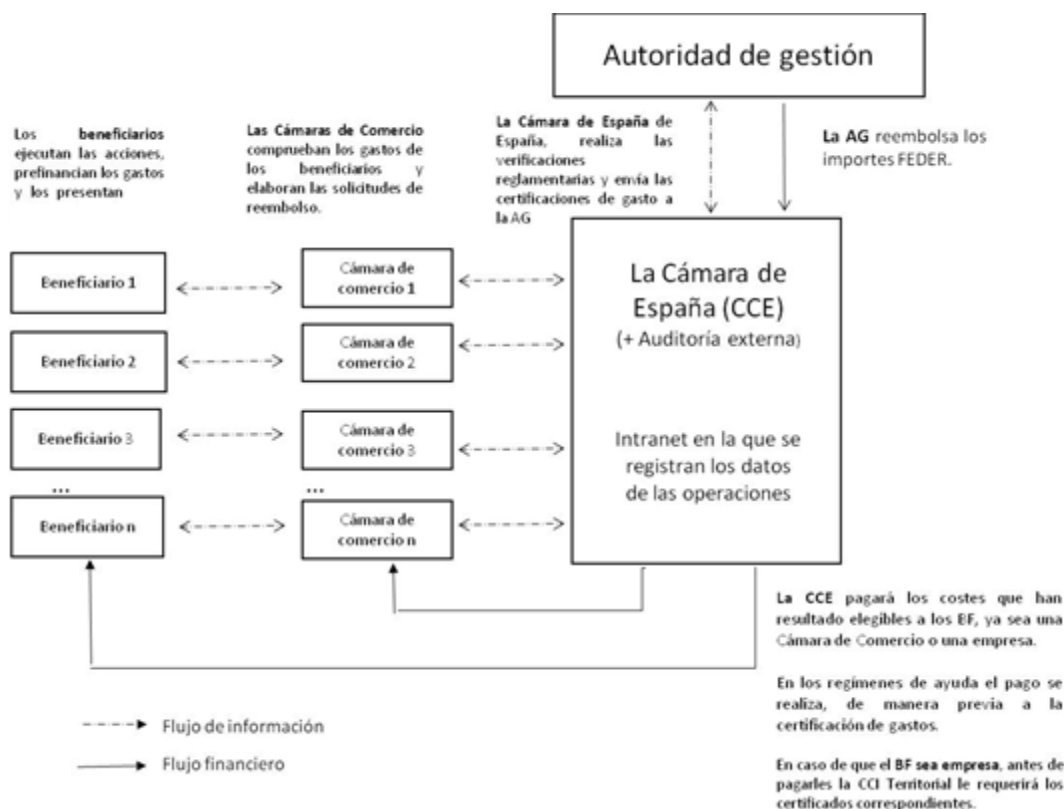 Autoridad de gestión
Los beneficiarios
ejecutan las acciones,
prefinancian los gastos
y los presentan
Las Cámaras de Comercio
comprueban los gastos de
los beneficiarios y
elaboran las solicitudes de
reembolso.
La Cámara de España de
España, realiza las
verificaciones
reglamentarias y envía las
certificaciones de gasto a
la AG
La AG reembolsa los
importes FEDER.
Beneficiario 1
Cámara de
comercio 1
Beneficiario 2
Cámara de
comercio 2
Beneficiario 3
Cámara de
comercio 3
...
...
Beneficiario n
Cámara de
comercio n
La Cámara de
España (CCE)
(+ Auditoría externa)
Intranet en la que se
registran los datos
de las operaciones
La CCE pagará los costes que han
resultado elegibles a los BF, ya sea una
Cámara de Comercio o una empresa.
En los regímenes de ayuda el pago se
realiza, de manera previa a la
certificación de gastos.
En caso de que el BF sea empresa, antes de
pagarles la CCI Territorial le requerirá los
certificados correspondientes.
Flujo de información
Flujo financiero